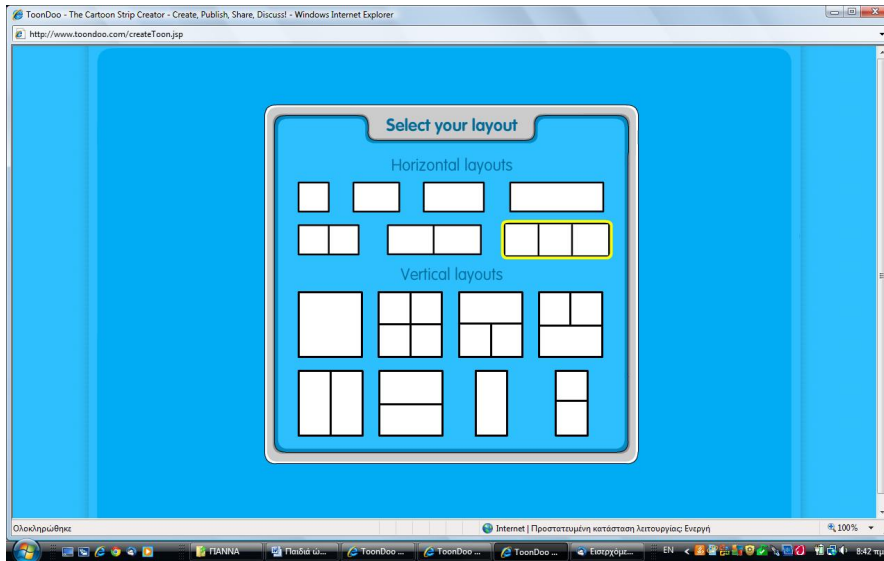 ToonDoo - The Cartoon Strip Creator - Create, Publish, Share, Discuss! - Windows Internet Explorer
http://www.toondoo.com/createToon.jsp
Select your layout
Horizontal layouts
Vertical layouts
Ολοκληρώθηκε
Internet | Προστατευμένη κατάσταση λειτουργίας: Ενεργή
100%
ΓΙΑΝΝΑ
Παιδιά ώ...
ToonDoo ...
ToonDoo ...
ToonDoo ...
Εισερχόμε...
EN
8:42 πμ